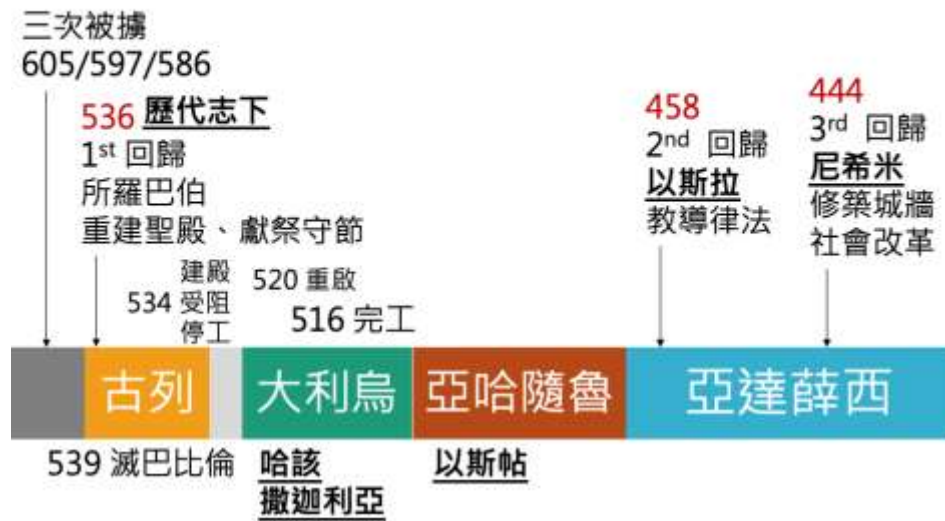 三次被擄
605/597/586
536 歷代志下
1st 回歸
所羅巴伯
重建聖殿、獻祭守節
建殿
534 受阻
停工
520 重啟
516 完工
458
2nd 回歸
以斯拉
教導律法
444
3rd 回歸
尼希米
修築城牆
社會改革
古列
大利烏
亞哈隨魯
亞達薛西
539 滅巴比倫
哈該
撒迦利亞
以斯帖